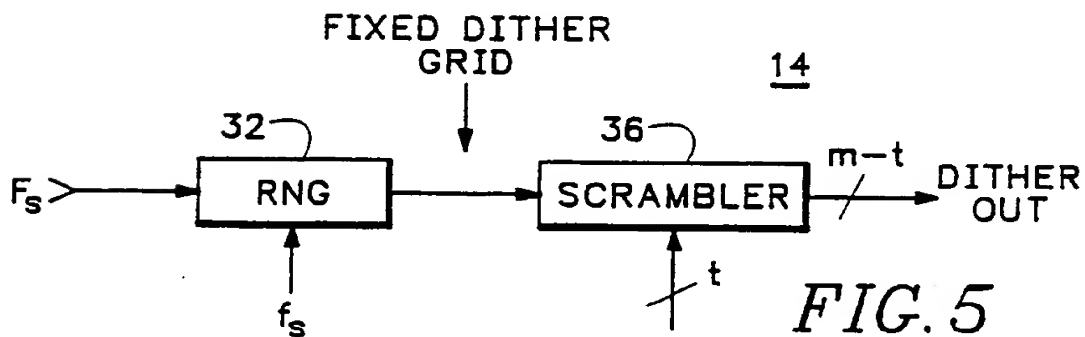 FIXED DITHER
GRID
14
32
36
m-t
F_s
RNG
SCRAMBLER
DITHER
OUT
f_s
t
FIG. 5